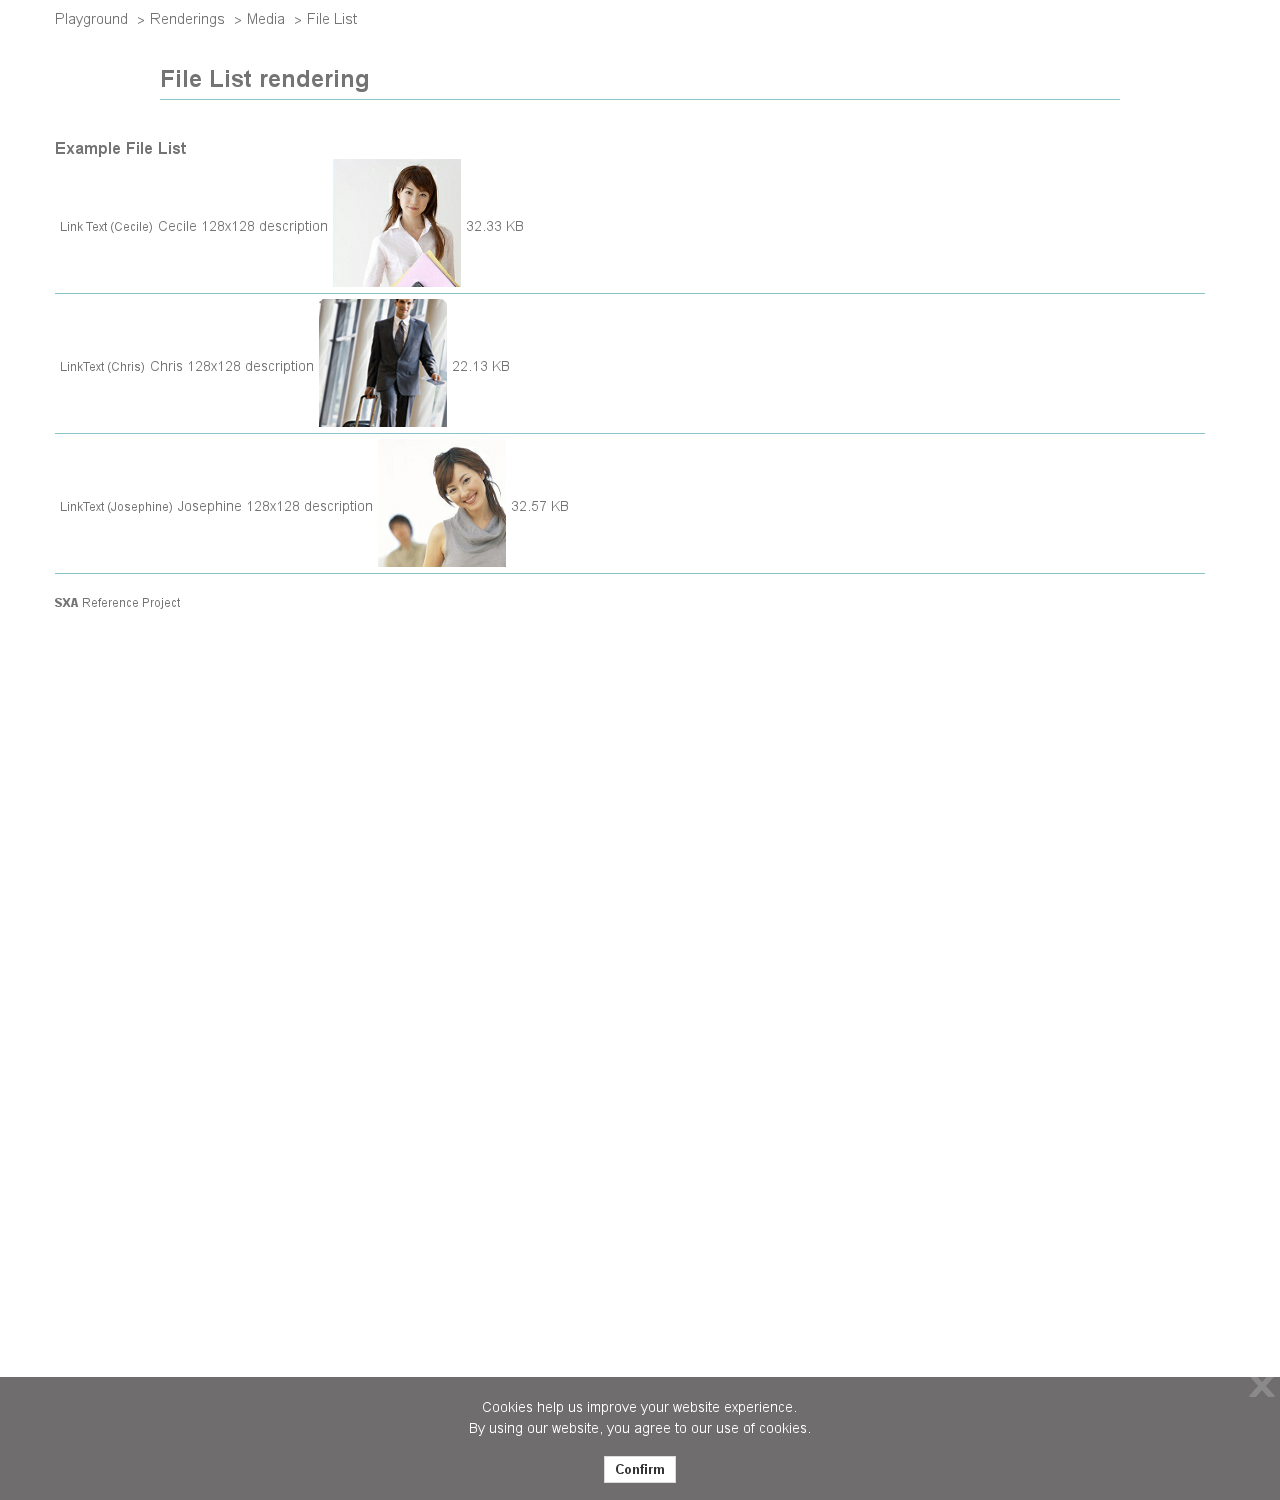 Playground > Renderings > Media > File List
File List rendering
Example File List
Link Text (Cecile) Cecile 128x128 description 32.33 KB
LinkText (Chris) Chris 128x128 description 22.13 KB
LinkText (Josephine) Josephine 128x128 description 32.57 KB
SXA Reference Project
X
Cookies help us improve your website experience.
By using our website, you agree to our use of cookies.
Confirm